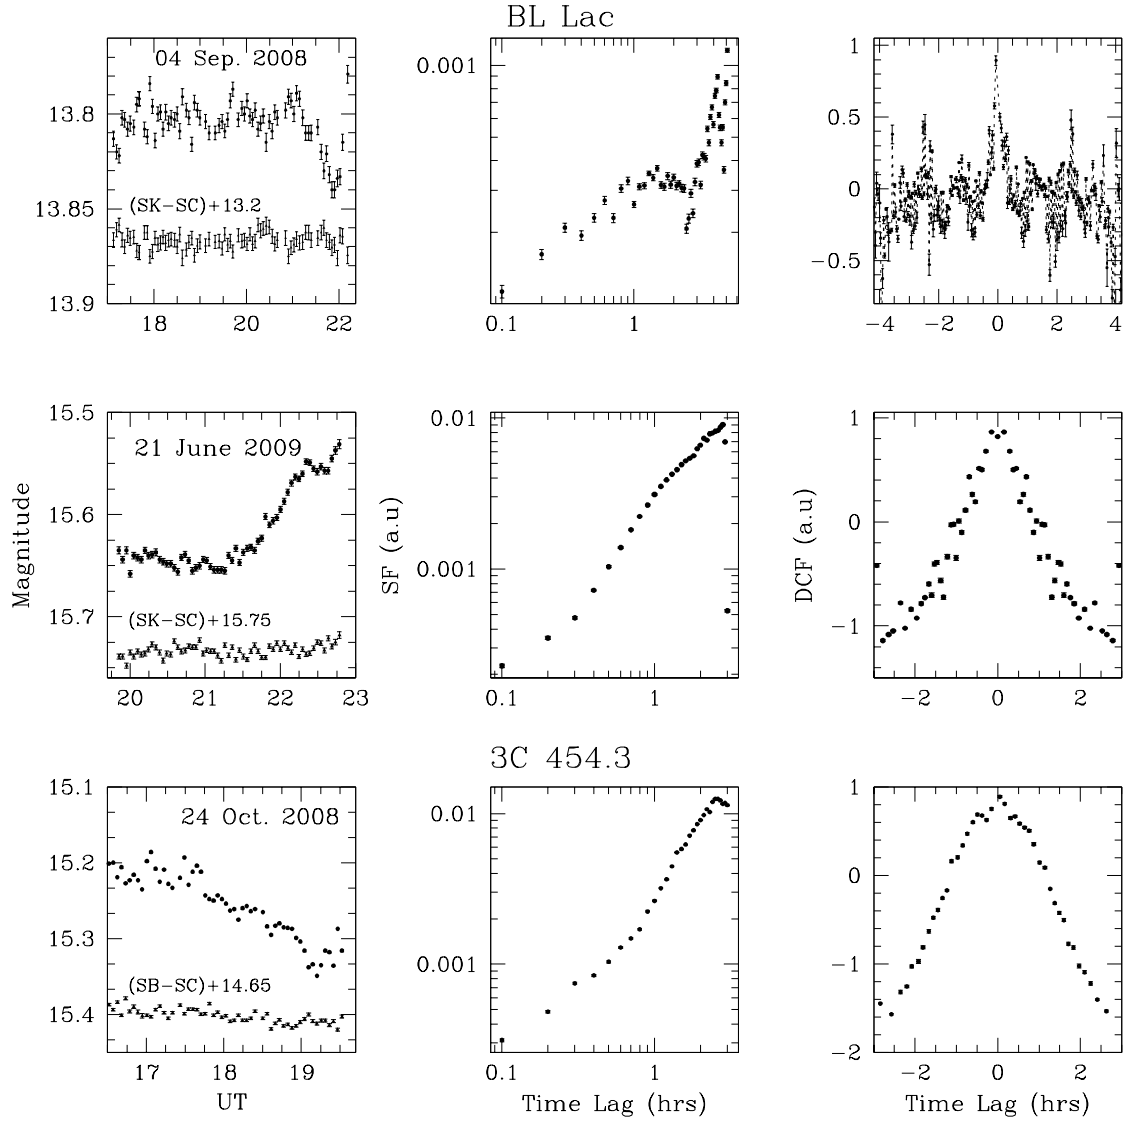 BL Lac
04 Sep. 2008
13.8
13.85
13.9
(SK−SC)+13.2
18 20 22
0.001
0.1 1
1
0.5
0
−0.5
−4 −2 0 2 4
21 June 2009
15.5
15.6
15.7
(SK−SC)+15.75
20 21 22 23
Magnitude
0.01
0.001
0.1 1
SF (a.u)
1
0
−1
−2 0 2
DCF (a.u)
3C 454.3
24 Oct. 2008
15.1
15.2
15.3
15.4
(SB−SC)+14.65
17 18 19
UT
0.01
0.001
0.1 1
Time Lag (hrs)
1
0
−1
−2
−2 0 2
Time Lag (hrs)